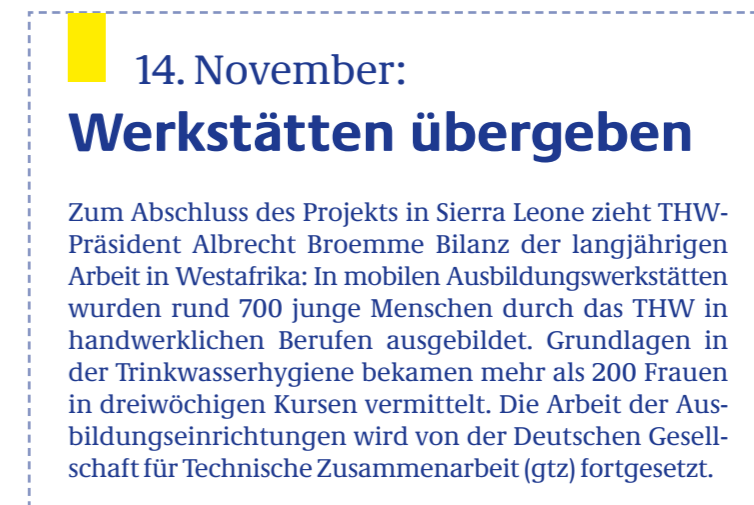 14. November:
Werkstätten übergeben
Zum Abschluss des Projekts in Sierra Leone zieht THW-
Präsident Albrecht Broemme Bilanz der langjährigen
Arbeit in Westafrika: In mobilen Ausbildungswerkstätten
wurden rund 700 junge Menschen durch das THW in
handwerklichen Berufen ausgebildet. Grundlagen in
der Trinkwasserhygiene bekamen mehr als 200 Frauen
in dreiwöchigen Kursen vermittelt. Die Arbeit der Aus-
bildungseinrichtungen wird von der Deutschen Gesell-
schaft für Technische Zusammenarbeit (gtz) fortgesetzt.